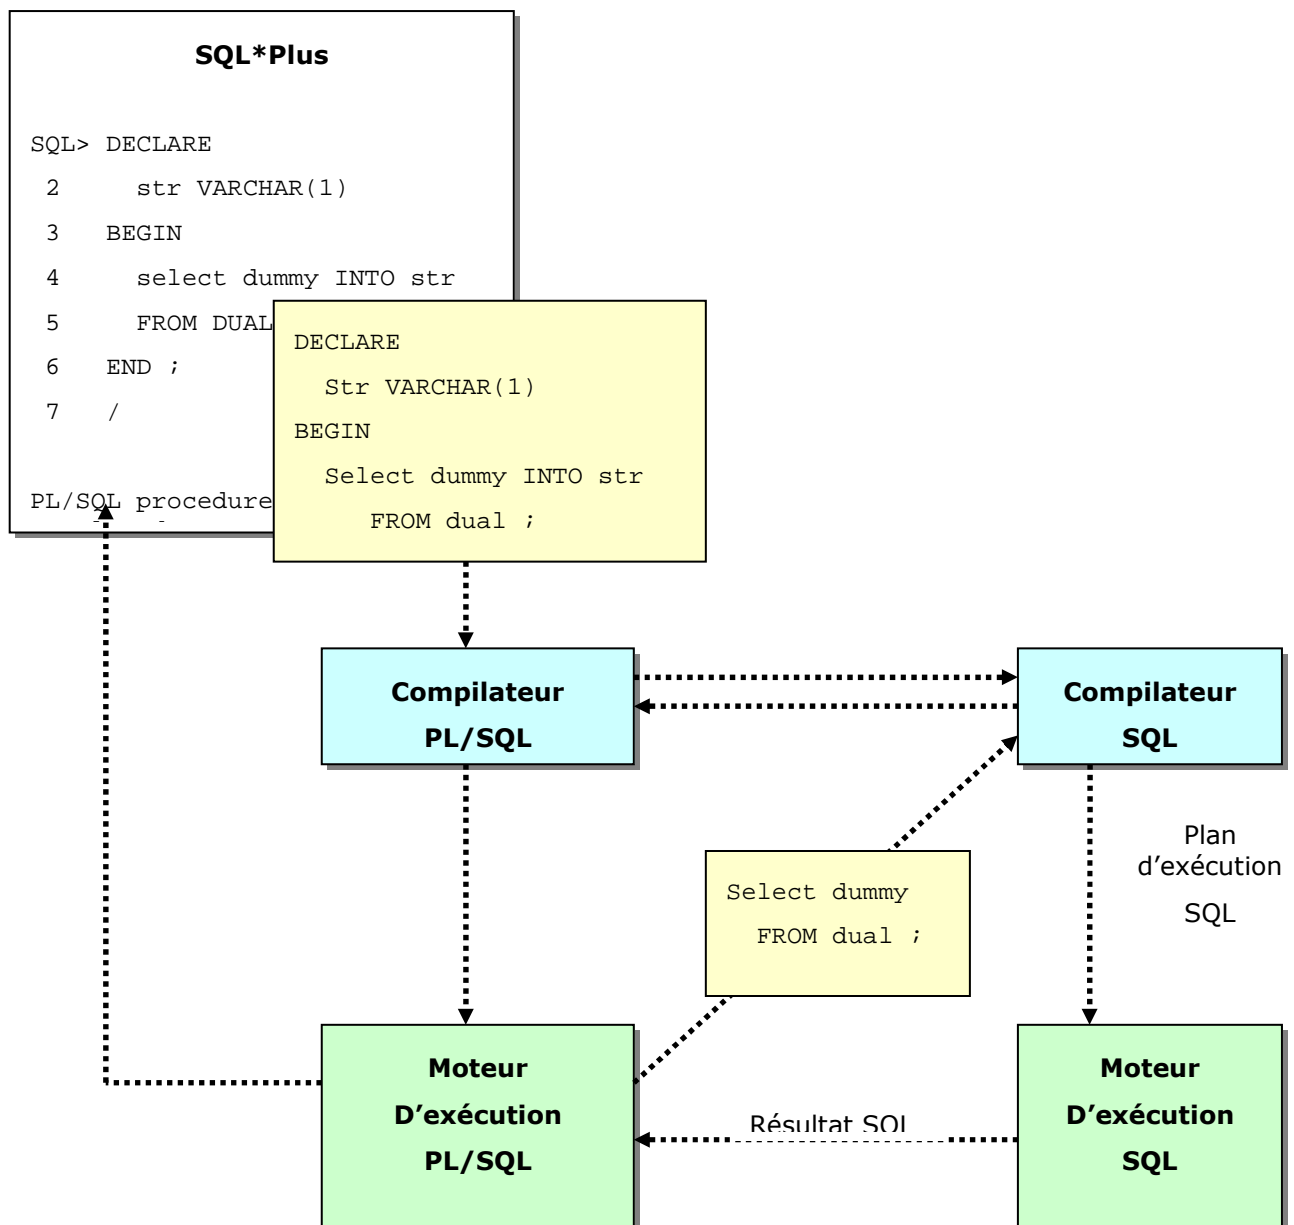 SQL*Plus
SQL> DECLARE
2 str VARCHAR(1)
3 BEGIN
4 select dummy INTO str
5 FROM DUAL
6 END ;
7 /
PL/SQL procedure
DECLARE
Str VARCHAR(1)
BEGIN
Select dummy INTO str
FROM dual ;
Compilateur
PL/SQL
Compilateur
SQL
Plan
d'exécution
SQL
Select dummy
FROM dual ;
Moteur
D'exécution
PL/SQL
Résultat SQL
Moteur
D'exécution
SQL